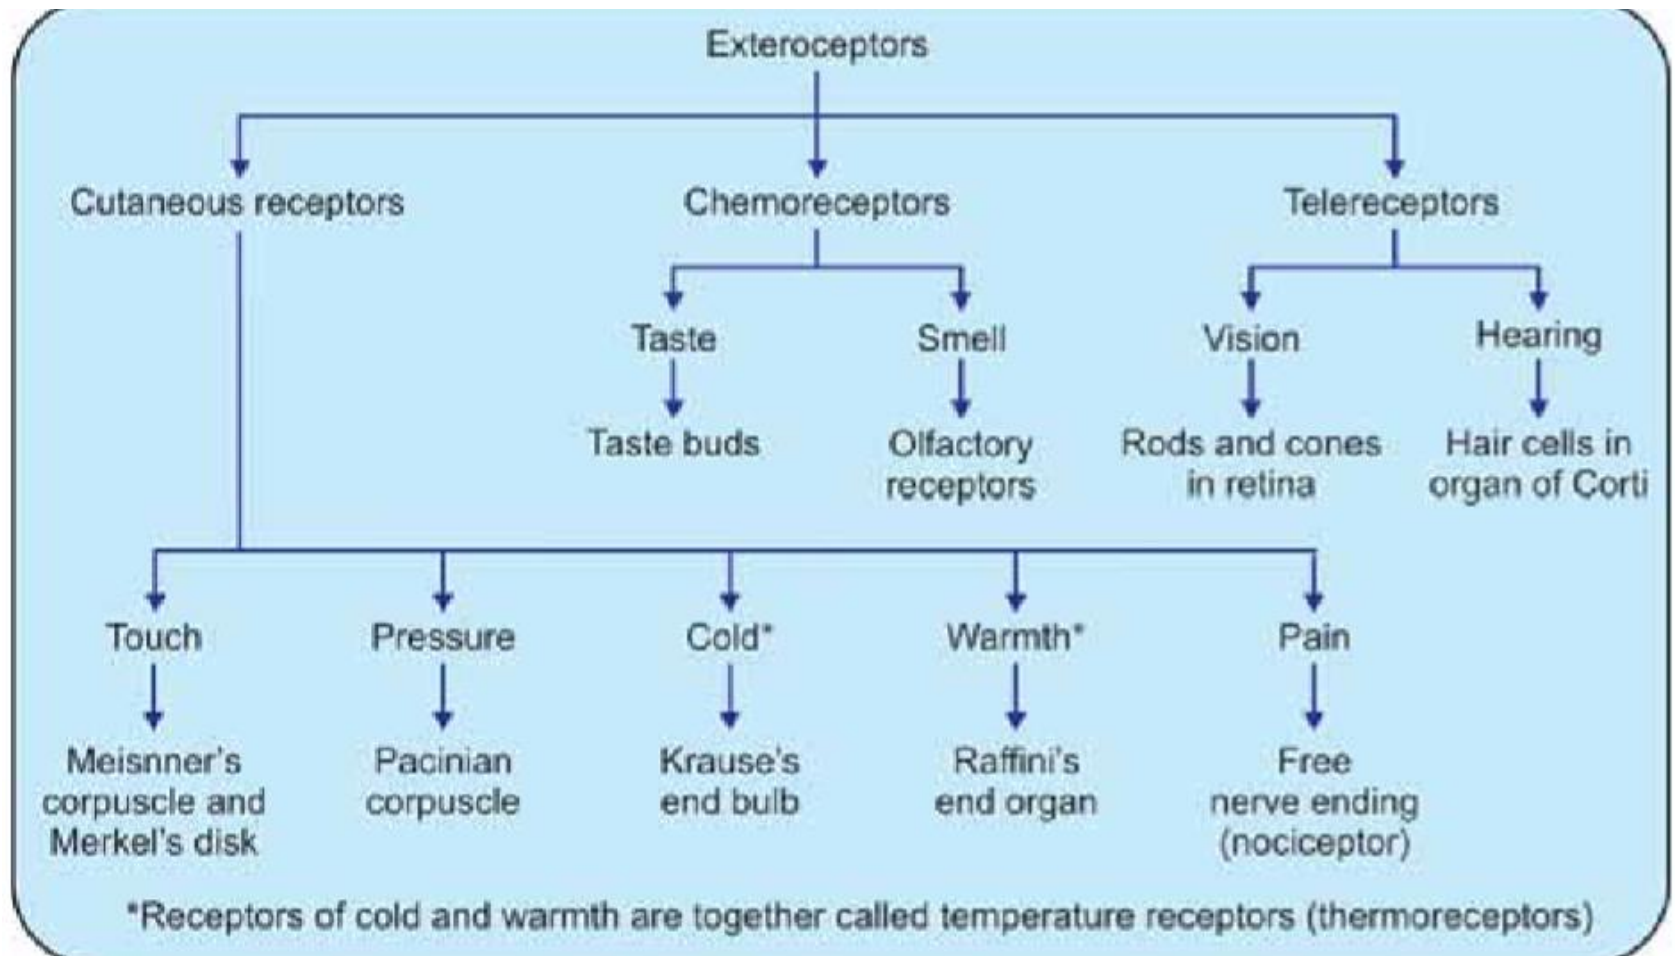 Exteroceptors
Cutaneous receptors
Chemoreceptors
Telereceptors
Taste
Smell
Vision
Hearing
Taste buds
Olfactory
receptors
Rods and cones
in retina
Hair cells in
organ of Corti
Touch
Pressure
Cold*
Warmth*
Pain
Meisnner's
corpuscle and
Merkel's disk
Pacinian
corpuscle
Krause's
end bulb
Raffini's
end organ
Free
nerve ending
(nociceptor)
*Receptors of cold and warmth are together called temperature receptors (thermoreceptors)